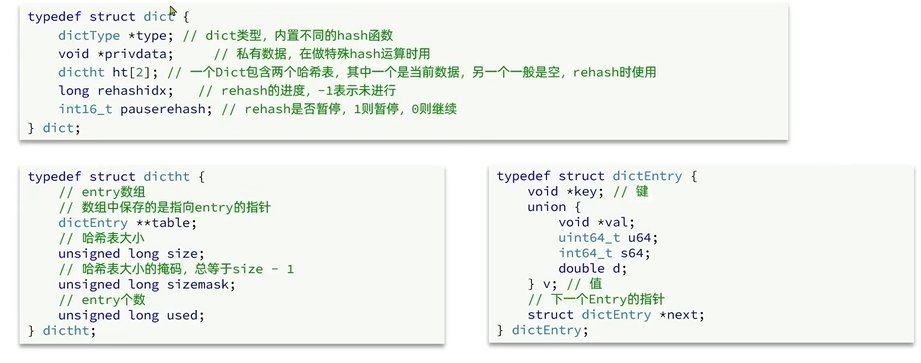 typedef struct dict {
dictType *type; // dict类型，内置不同的hash函数
void *privdata; // 私有数据，在做特殊hash运算时用
dictht ht[2]; // 一个Dict包含两个哈希表，其中一个是当前数据，另一个一般是空，rehash时使用
long rehashidx; // rehash的进度，-1表示未进行
int16_t pauserehash; // rehash是否暂停，1则暂停，0则继续
} dict;
typedef struct dictht {
// entry数组
// 数组中保存的是指向entry的指针
dictEntry **table;
// 哈希表大小
unsigned long size;
// 哈希表大小的掩码，总等于size - 1
unsigned long sizemask;
// entry个数
unsigned long used;
} dictht;
typedef struct dictEntry {
void *key; // 键
union {
void *val;
uint64_t u64;
int64_t s64;
double d;
} v; // 值
// 下一个Entry的指针
struct dictEntry *next;
} dictEntry;